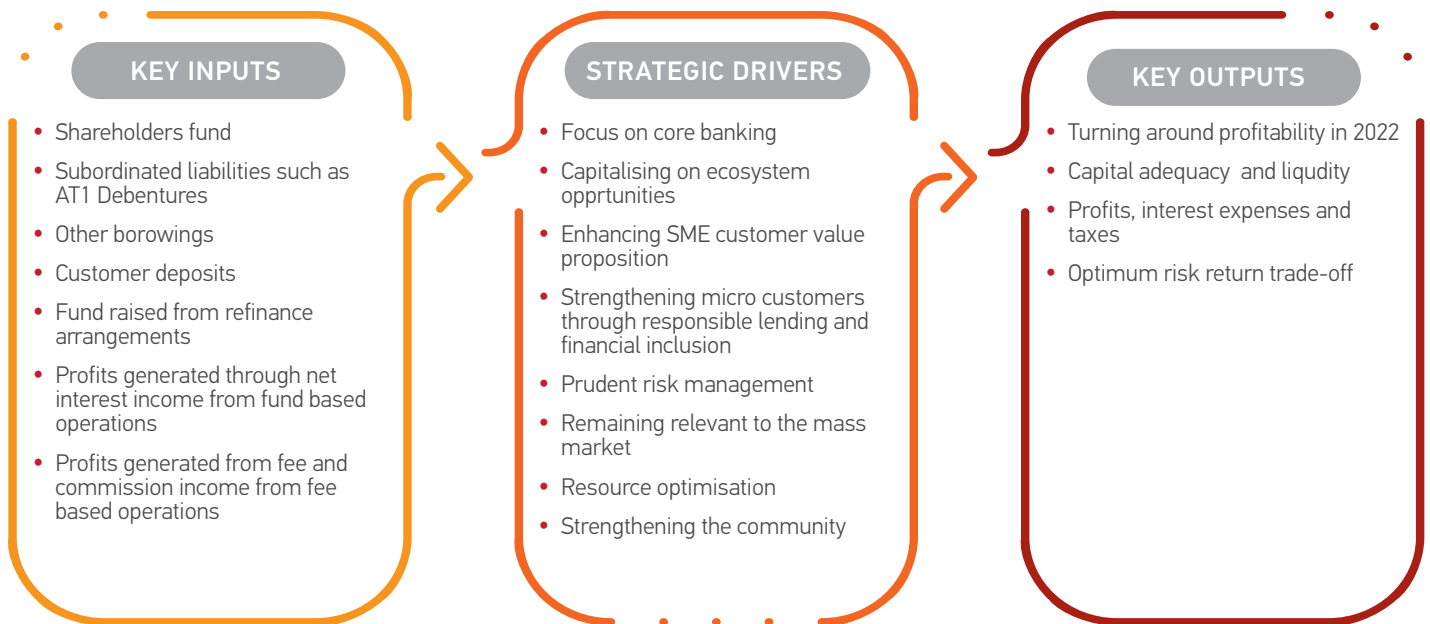 KEY INPUTS
• Shareholders fund
• Subordinated liabilities such as
AT1 Debentures
• Other borowings
• Customer deposits
• Fund raised from refinance
arrangements
• Profits generated through net
interest income from fund based
operations
• Profits generated from fee and
commission income from fee
based operations
STRATEGIC DRIVERS
• Focus on core banking
• Capitalising on ecosystem
opprtunities
• Enhancing SME customer value
proposition
• Strengthening micro customers
through responsible lending and
financial inclusion
• Prudent risk management
• Remaining relevant to the mass
market
• Resource optimisation
• Strengthening the community
KEY OUTPUTS
• Turning around profitability in 2022
• Capital adequacy and liqudity
• Profits, interest expenses and
taxes
• Optimum risk return trade-off